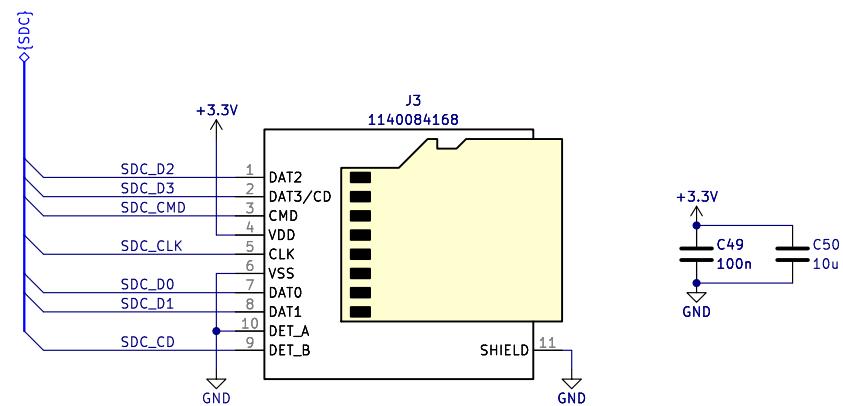 {SDC}
J3
1140084168
+3.3V
SDC_D2 1 DAT2
SDC_D3 2 DAT3/CD
SDC_CMD 3 CMD
4 VDD
SDC_CLK 5 CLK
6 VSS
SDC_D0 7 DAT0
SDC_D1 8 DAT1
10 DET_A
SDC_CD 9 DET_B
SHIELD 11
GND
GND
+3.3V
C49
100n
C50
10u
GND